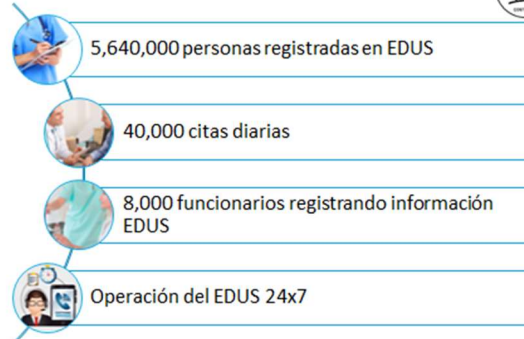 5,640,000 personas registradas en EDUS
40,000 citas diarias
8,000 funcionarios registrando información
EDUS
Operación del EDUS 24x7